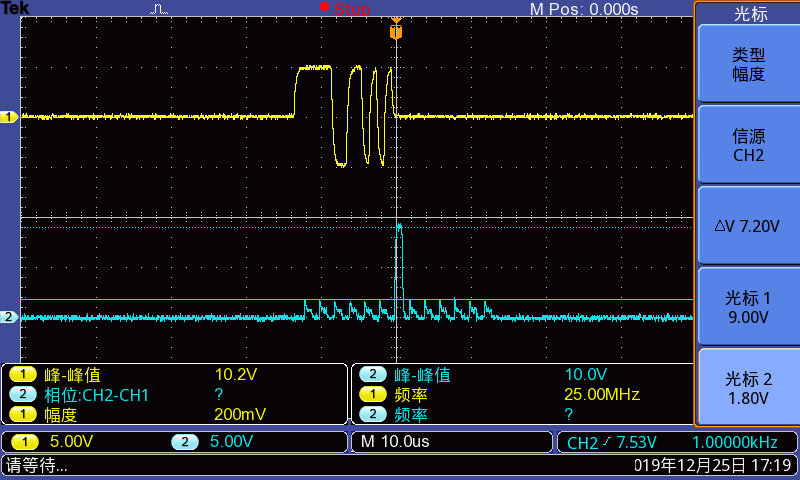 Tek Stop M Pos: 0.000s 光标
T
类型
幅度
1
信源
CH2
△V 7.20V
2
光标 1
9.00V
1 峰-峰值 10.2V 2 峰-峰值 10.0V
2 相位:CH2-CH1 ? 1 频率 25.00MHz
1 幅度 200mV 2 频率 ?
光标 2
1.80V
1 5.00V 2 5.00V M 10.0us CH2 7.53V 1.00000kHz
请等待... 019年12月25日 17:19